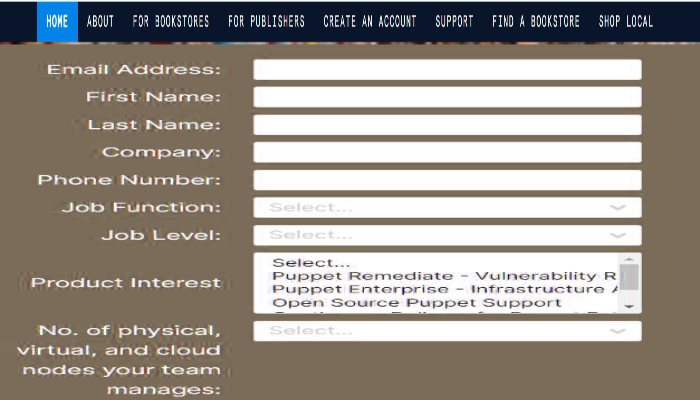 HOME ABOUT FOR BOOKSTORES FOR PUBLISHERS CREATE AN ACCOUNT SUPPORT FIND A BOOKSTORE SHOP LOCAL
Email Address:
First Name:
Last Name:
Company:
Phone Number:
Job Function: Select...
Job Level: Select...
Select...
Puppet Remediate - Vulnerability R
Product Interest
Puppet Enterprise - Infrastructure
Open Source Puppet Support
No. of physical, Select...
virtual, and cloud
nodes your team
manages: